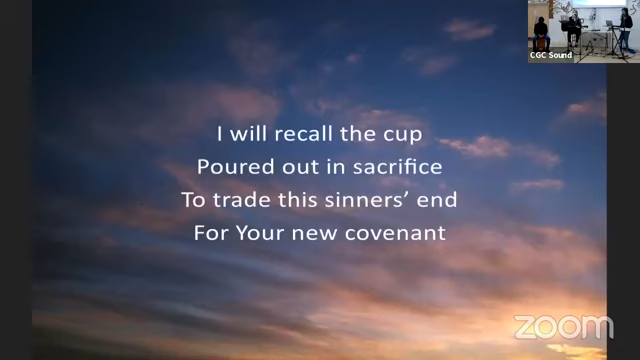 CGC Sound
I will recall the cup
Poured out in sacrifice
To trade this sinners’ end
For Your new covenant
zoom